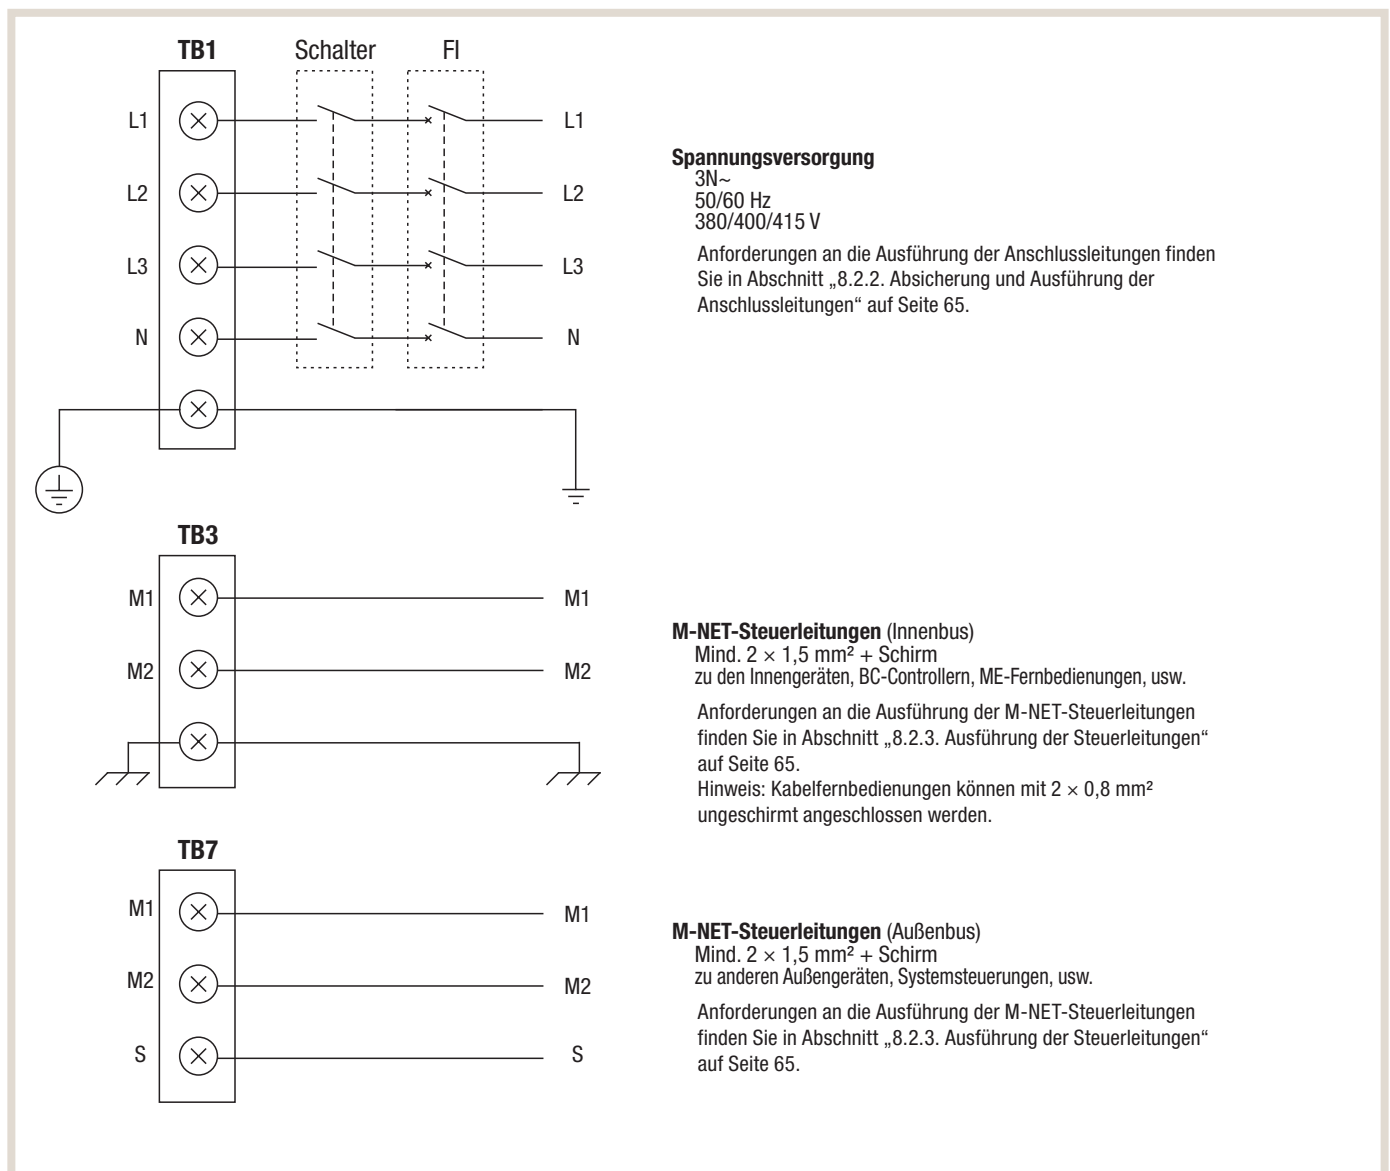 TB1
Schalter
FI
L1
L1
L2
L2
L3
L3
N
N
Spannungsversorgung
3N~
50/60 Hz
380/400/415 V
Anforderungen an die Ausführung der Anschlussleitungen finden
Sie in Abschnitt „8.2.2. Absicherung und Ausführung der
Anschlussleitungen“ auf Seite 65.
TB3
M1
M1
M2
M2
M-NET-Steuerleitungen (Innenbus)
Mind. 2 × 1,5 mm² + Schirm
zu den Innengeräten, BC-Controllern, ME-Fernbedienungen, usw.
Anforderungen an die Ausführung der M-NET-Steuerleitungen
finden Sie in Abschnitt „8.2.3. Ausführung der Steuerleitungen“
auf Seite 65.
Hinweis: Kabelfernbedienungen können mit 2 × 0,8 mm²
ungeschirmt angeschlossen werden.
TB7
M1
M1
M2
M2
S
S
M-NET-Steuerleitungen (Außenbus)
Mind. 2 × 1,5 mm² + Schirm
zu anderen Außengeräten, Systemsteuerungen, usw.
Anforderungen an die Ausführung der M-NET-Steuerleitungen
finden Sie in Abschnitt „8.2.3. Ausführung der Steuerleitungen“
auf Seite 65.